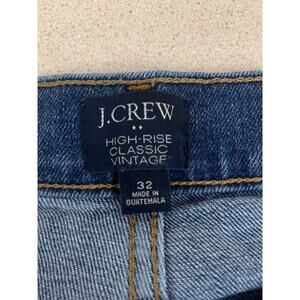 J.CREW
HIGH-RISE
CLASSIC
VINTAGE
32
MADE IN
GUATEMALA